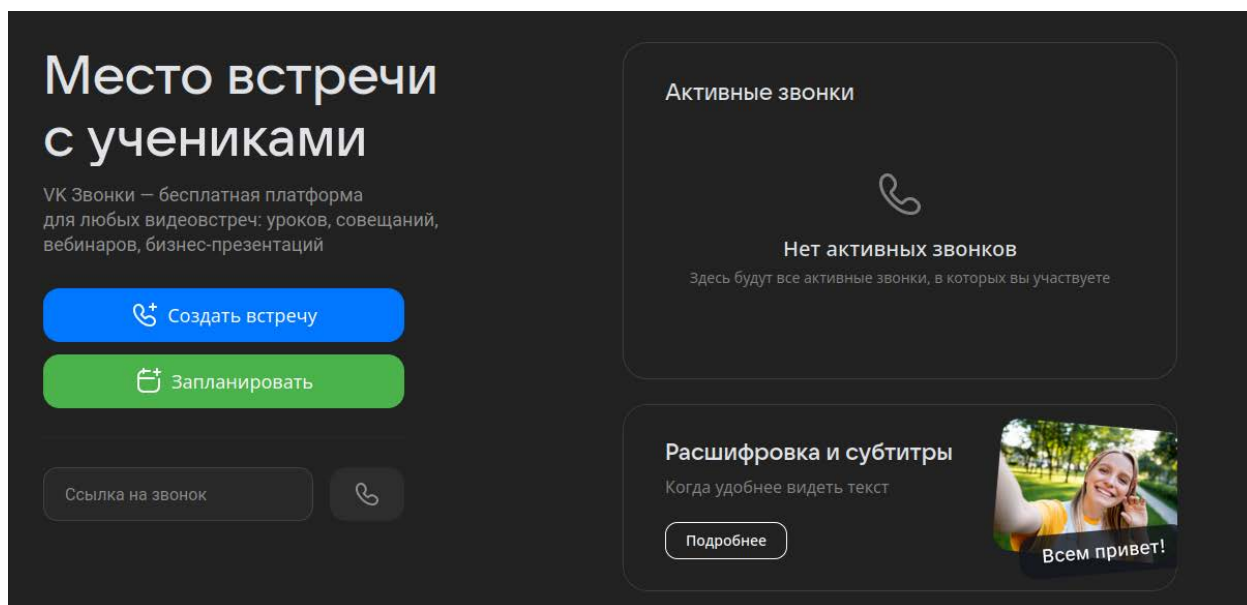 Место встречи
с учениками
VK Звонки — бесплатная платформа
для любых видеовстреч: уроков, совещаний,
вебинаров, бизнес-презентаций
Создать встречу
Запланировать
Ссылка на звонок
Активные звонки
Нет активных звонков
Здесь будут все активные звонки, в которых вы участвуете
Расшифровка и субтитры
Когда удобнее видеть текст
Подробнее
Всем привет!